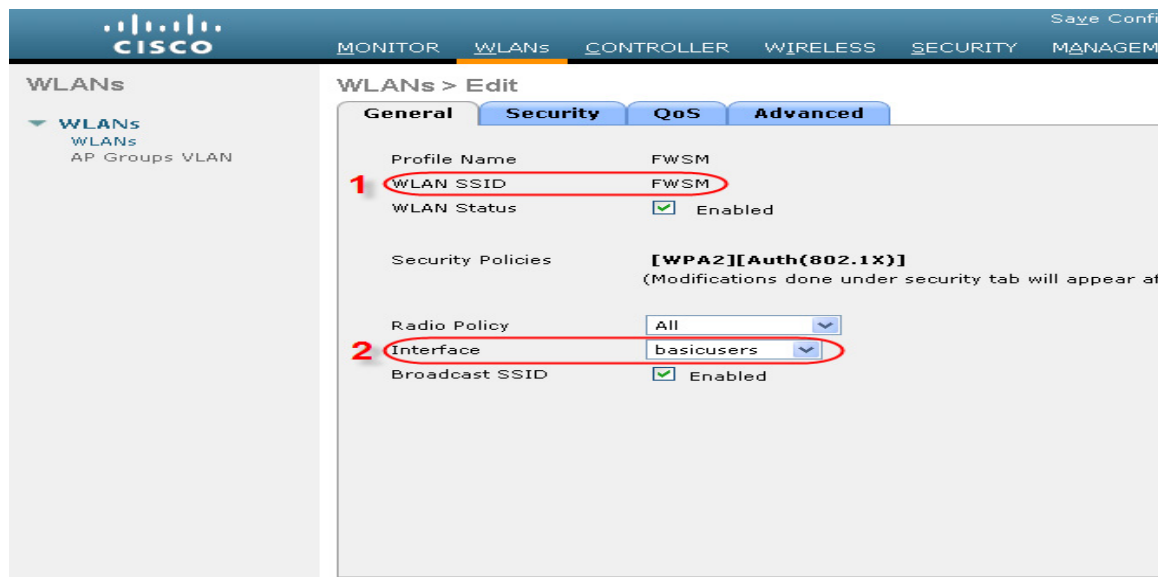 Save Confi
CISCO
MONITOR WLANs CONTROLLER WIRELESS SECURITY MANAGEM
WLANs
WLANs > Edit
General Security QoS Advanced
WLANs
WLANs
AP Groups VLAN
Profile Name FWSM
1 WLAN SSID FWSM
WLAN Status Enabled
Security Policies [WPA2][Auth(802.1X)]
(Modifications done under security tab will appear af
Radio Policy All
2 Interface basicusers
Broadcast SSID Enabled